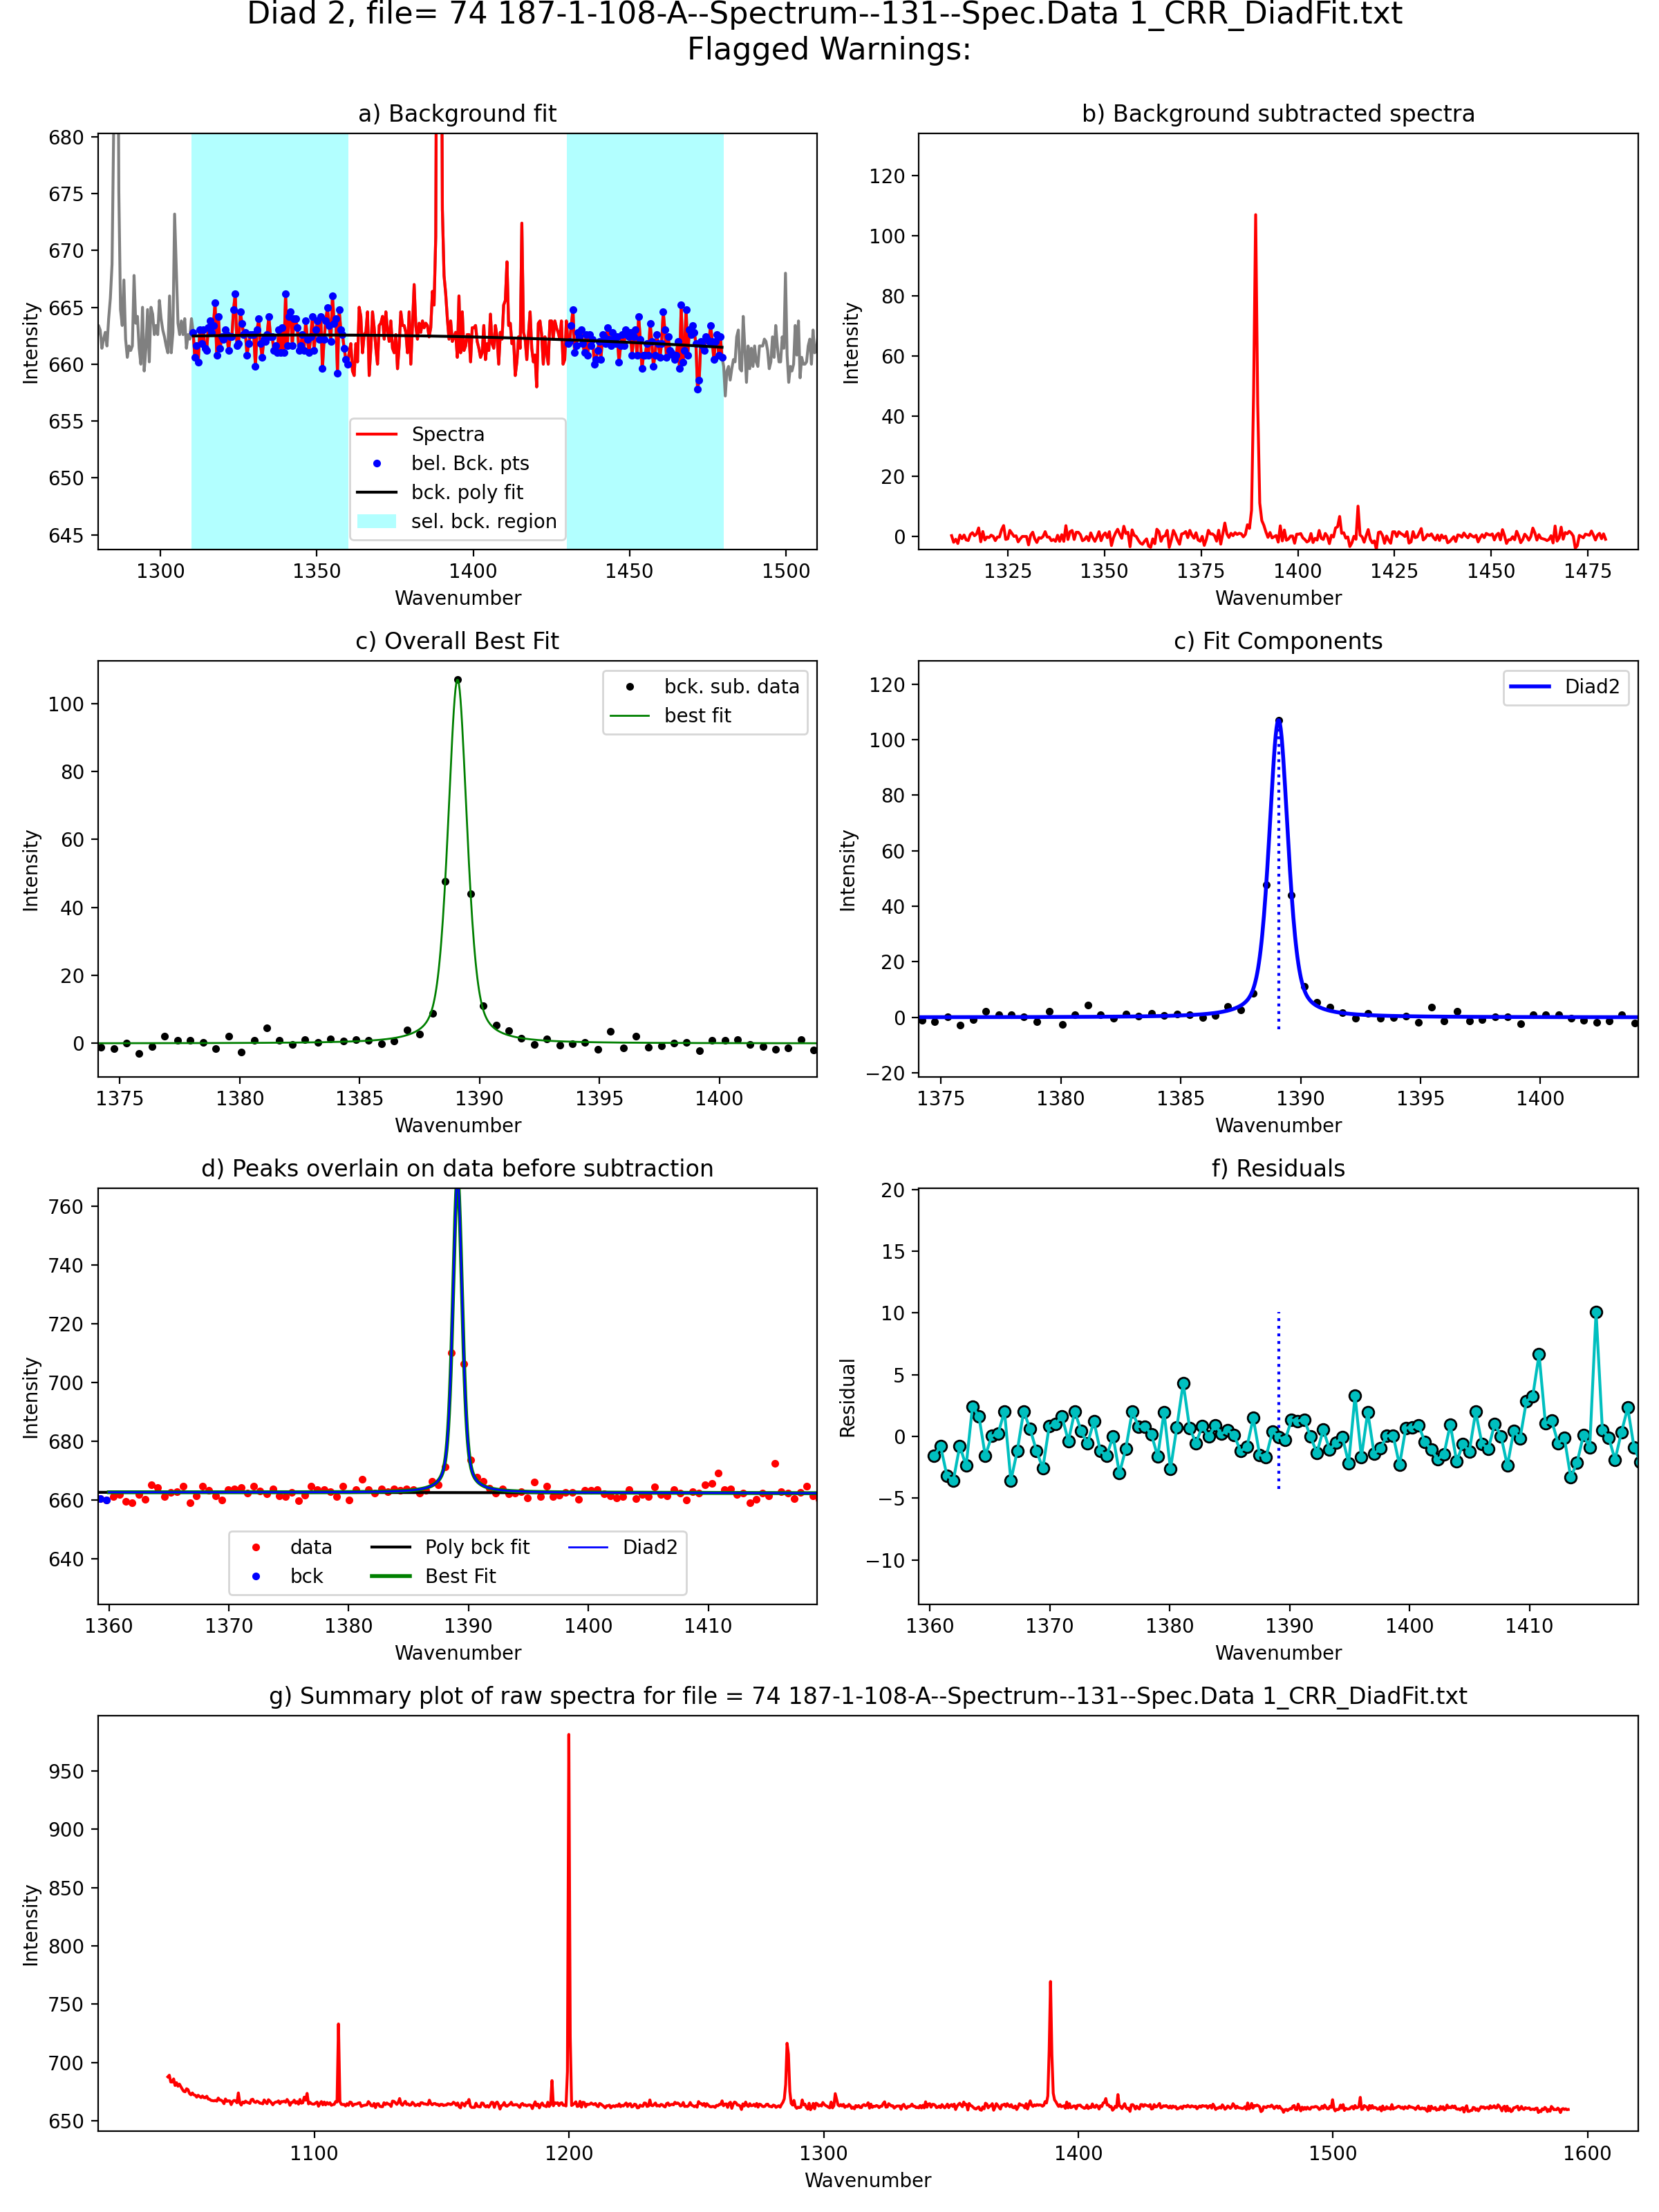 Diad 2, file= 74 187-1-108-A--Spectrum--131--Spec.Data 1_CRR_DiadFit.txt
Flagged Warnings:
a) Background fit
680
675
670
665
660
655
650
645
Intensity
Spectra
bel. Bck. pts
bck. poly fit
sel. bck. region
1300
1350
1400
1450
1500
Wavenumber
b) Background subtracted spectra
120
100
80
60
40
20
0
Intensity
1325
1350
1375
1400
1425
1450
1475
Wavenumber
c) Overall Best Fit
100
80
60
40
20
0
Intensity
bck. sub. data
best fit
1375
1380
1385
1390
1395
1400
Wavenumber
c) Fit Components
120
100
80
60
40
20
0
−20
Intensity
Diad2
1375
1380
1385
1390
1395
1400
Wavenumber
d) Peaks overlain on data before subtraction
760
740
720
700
680
660
640
Intensity
data
bck
Poly bck fit
Best Fit
Diad2
1360
1370
1380
1390
1400
1410
Wavenumber
f) Residuals
20
15
10
5
0
−5
−10
Residual
1360
1370
1380
1390
1400
1410
Wavenumber
g) Summary plot of raw spectra for file = 74 187-1-108-A--Spectrum--131--Spec.Data 1_CRR_DiadFit.txt
950
900
850
800
750
700
650
Intensity
1100
1200
1300
1400
1500
1600
Wavenumber